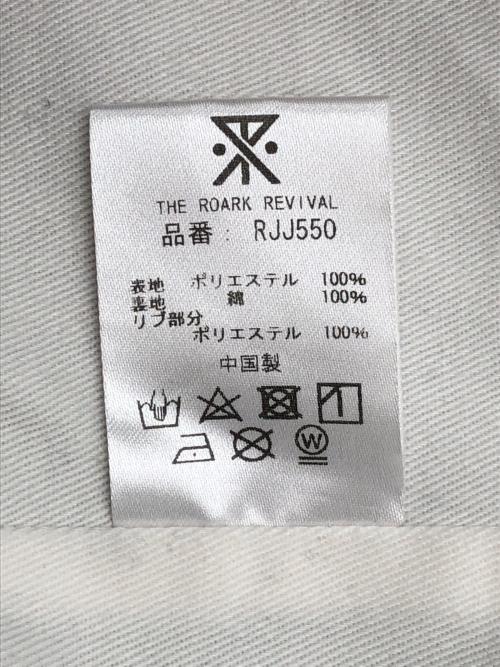 THE ROARK REVIVAL
品番： RJJ550
表地 ポリエステル 100%
裏地 綿 100%
リブ部分
ポリエステル 100%
中国製
W